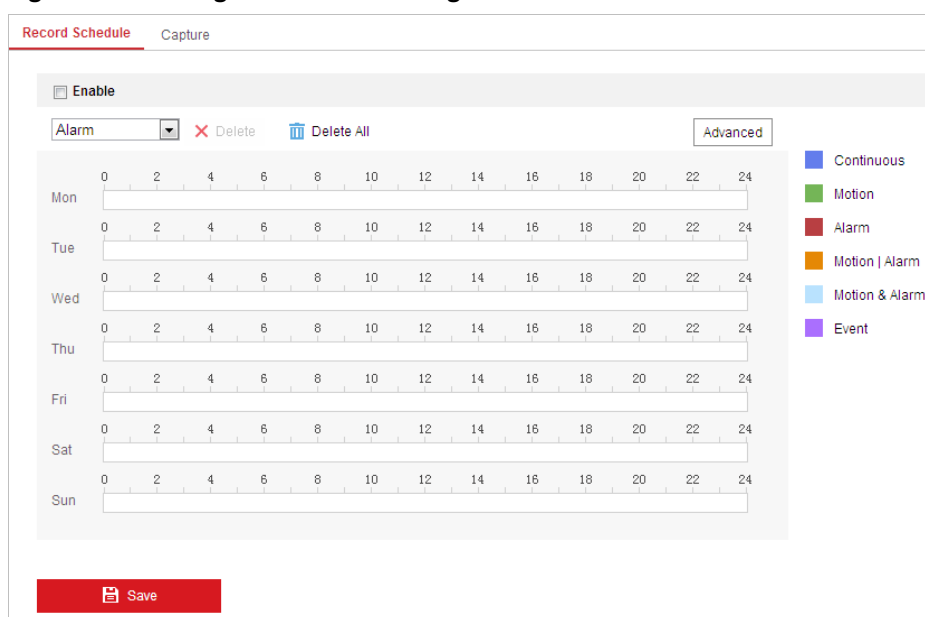 Record Schedule Capture
Enable
Alarm Delete Delete All Advanced
Continuous
0 2 4 6 8 10 12 14 16 18 20 22 24
Mon
Motion
0 2 4 6 8 10 12 14 16 18 20 22 24
Tue
Alarm
Motion | Alarm
0 2 4 6 8 10 12 14 16 18 20 22 24
Wed
Motion & Alarm
0 2 4 6 8 10 12 14 16 18 20 22 24
Thu
Event
0 2 4 6 8 10 12 14 16 18 20 22 24
Fri
0 2 4 6 8 10 12 14 16 18 20 22 24
Sat
0 2 4 6 8 10 12 14 16 18 20 22 24
Sun
Save